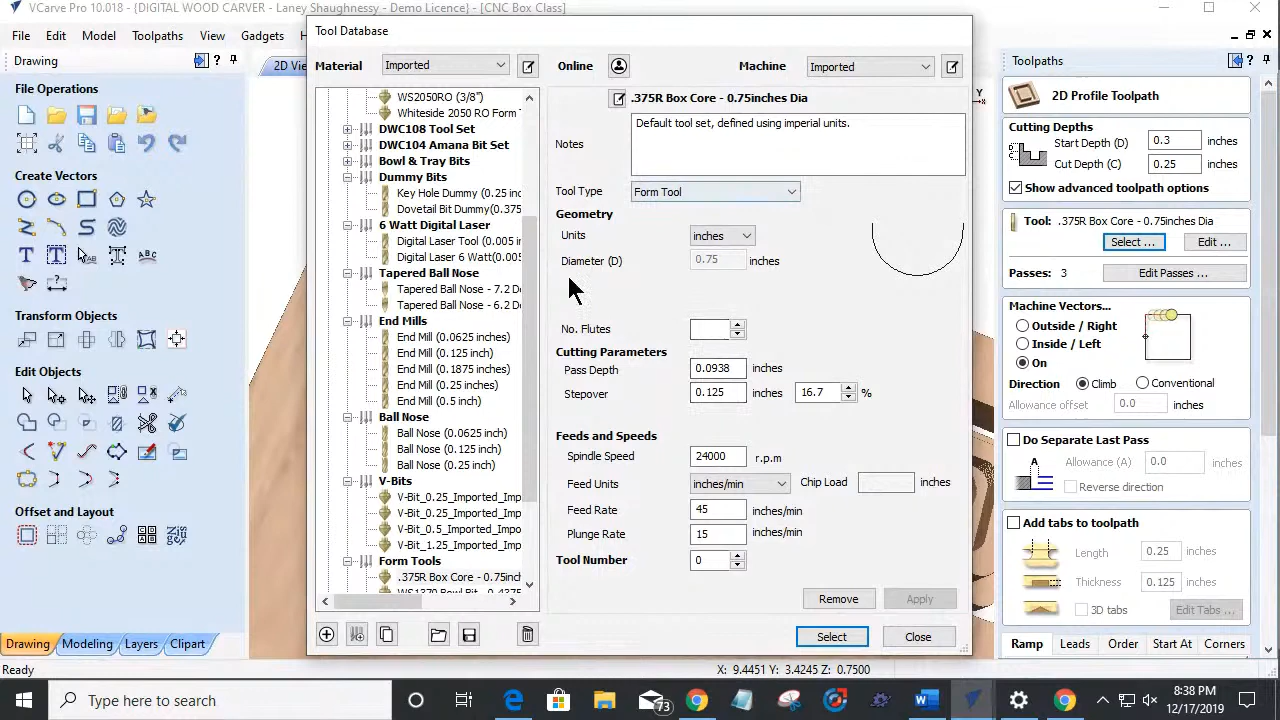 VCarve Pro 10.018 - {DIGITAL WOOD CARVER - Laney Shaughnessy - Demo Licence} - [CNC Box Class]
File Edit Model Toolpaths View Gadgets
Drawing
2D Vie
File Operations
Create Vectors
Transform Objects
Edit Objects
Offset and Layout
Drawing Modeling Layers Clipart
Ready
X: 9.4451 Y: 3.4245 Z: 0.7500
Tool Database
Material Imported
Online
Machine Imported
WS2050RO (3/8")
Whiteside 2050 RO Form T
DWC108 Tool Set
DWC104 Amana Bit Set
Bowl & Tray Bits
Dummy Bits
Key Hole Dummy (0.25 in
Dovetail Bit Dummy(0.375
6 Watt Digital Laser
Digital Laser Tool (0.005 i
Digital Laser 6 Watt(0.005
Tapered Ball Nose
Tapered Ball Nose - 7.2 De
Tapered Ball Nose - 6.2 De
End Mills
End Mill (0.0625 inches)
End Mill (0.125 inch)
End Mill (0.1875 inches)
End Mill (0.25 inch)
End Mill (0.5 inch)
Ball Nose
Ball Nose (0.0625 inch)
Ball Nose (0.125 inch)
Ball Nose (0.25 inch)
V-Bits
V-Bit_0.25_Imported_Imp
V-Bit_0.25_Imported_Imp
V-Bit_0.5_Imported_Impo
V-Bit_1.25_Imported_Imp
Form Tools
.375R Box Core - 0.75inch
WS1370 Bowl Bit - 0.4375
.375R Box Core - 0.75inches Dia
Notes
Default tool set, defined using imperial units.
Tool Type Form Tool
Geometry
Units inches
Diameter (D) 0.75 inches
No. Flutes
Cutting Parameters
Pass Depth 0.0938 inches
Stepover 0.125 inches 16.7 %
Feeds and Speeds
Spindle Speed 24000 r.p.m
Feed Units inches/min Chip Load inches
Feed Rate 45 inches/min
Plunge Rate 15 inches/min
Tool Number 0
Remove Apply
Select Close
Y
Toolpaths
2D Profile Toolpath
Cutting Depths
Start Depth (D) 0.3 inches
Cut Depth (C) 0.25 inches
Show advanced toolpath options
Tool: .375R Box Core - 0.75inches Dia
Select ... Edit ...
Passes: 3 Edit Passes ...
Machine Vectors...
Outside / Right
Inside / Left
On
Direction Climb Conventional
Allowance offset 0.0 inches
Do Separate Last Pass
A Allowance (A) 0.0 inches
Reverse direction
Add tabs to toolpath
Length 0.25 inches
Thickness 0.125 inches
3D tabs Edit Tabs ...
Ramp Leads Order Start At Corners
Type here to search
73
8:38 PM
12/17/2019